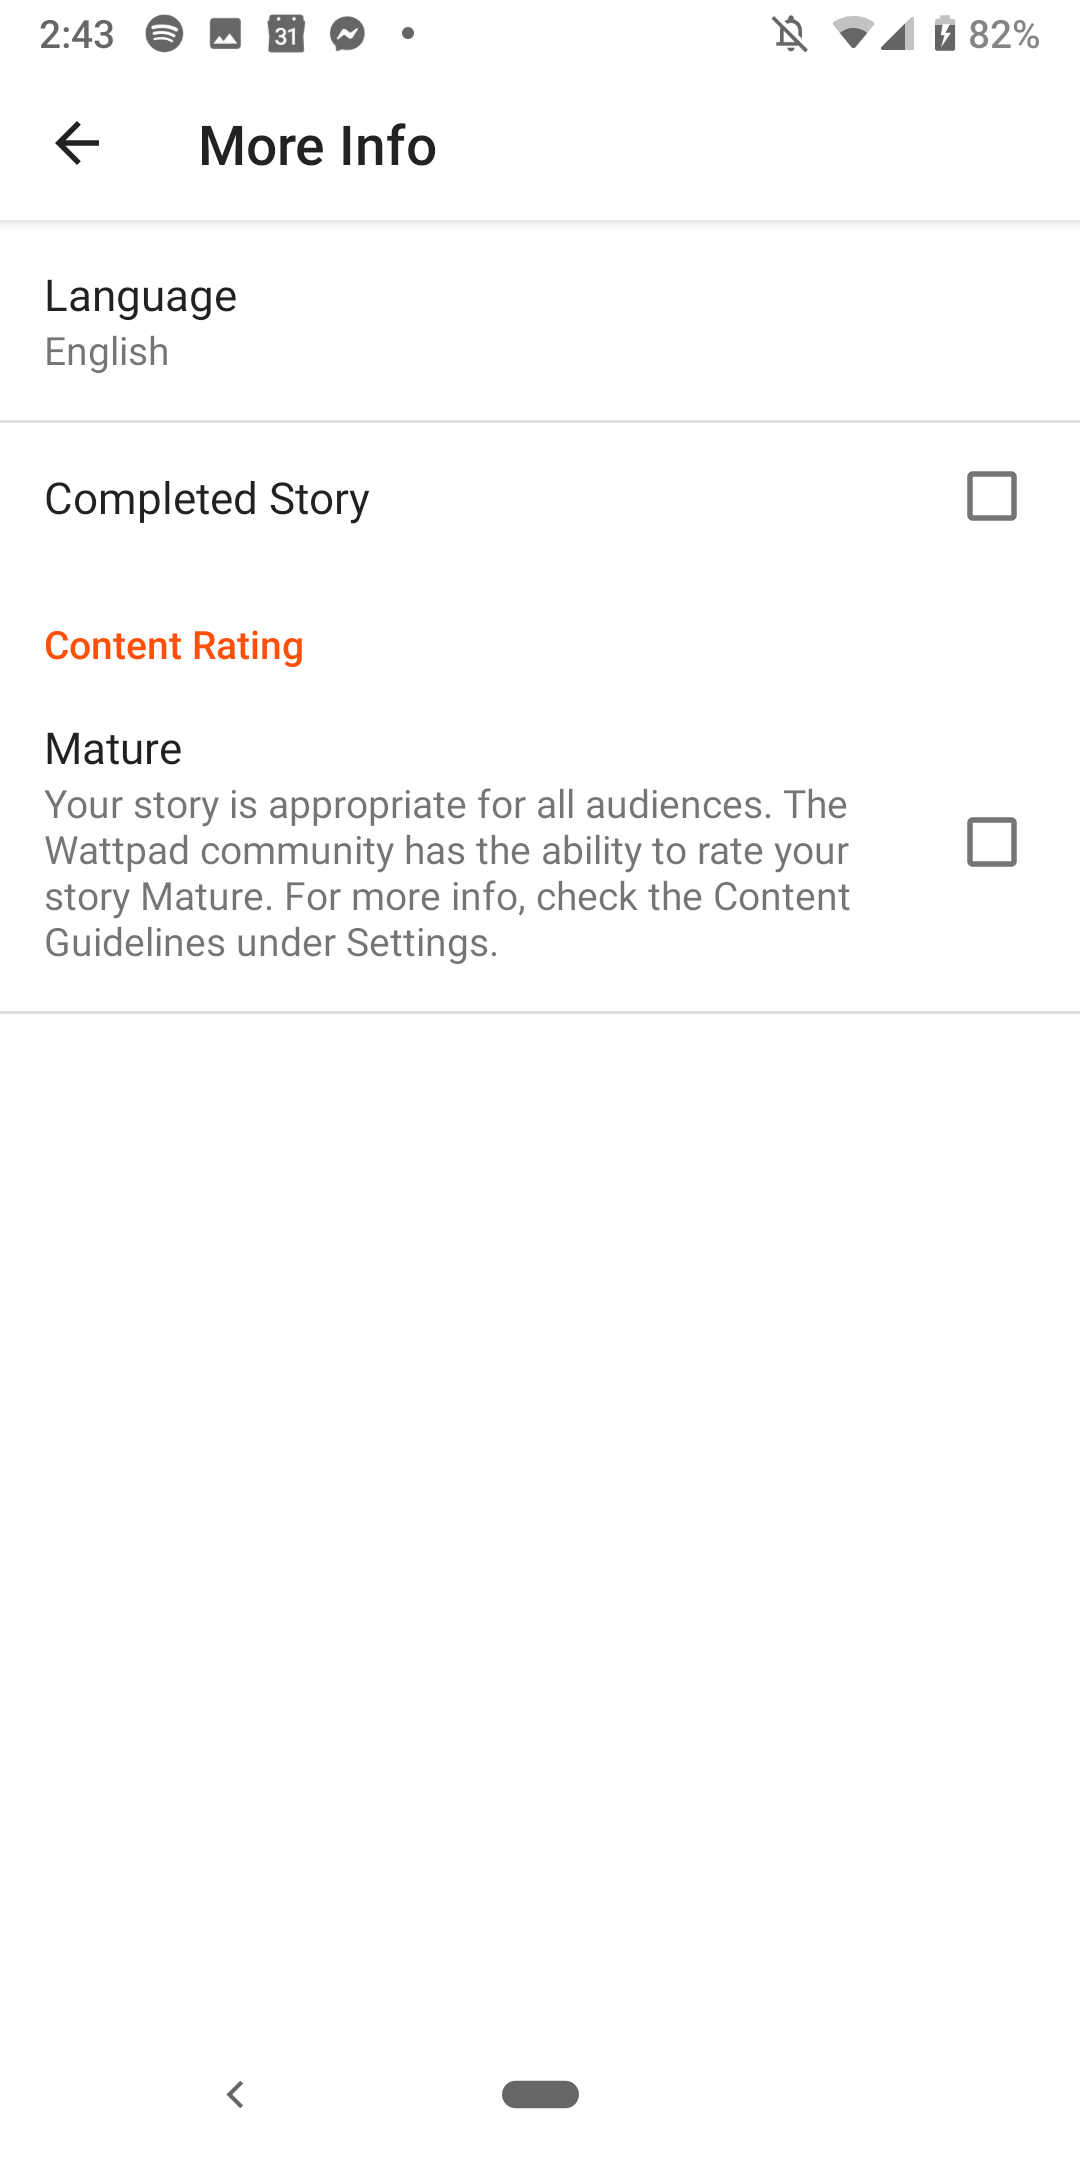 2:43 31 82%
More Info
Language
English
Completed Story
Content Rating
Mature
Your story is appropriate for all audiences. The
Wattpad community has the ability to rate your
story Mature. For more info, check the Content
Guidelines under Settings.